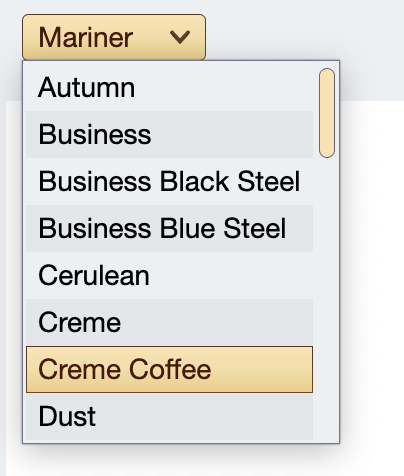 Mariner
Autumn
Business
Business Black Steel
Business Blue Steel
Cerulean
Creme
Creme Coffee
Dust